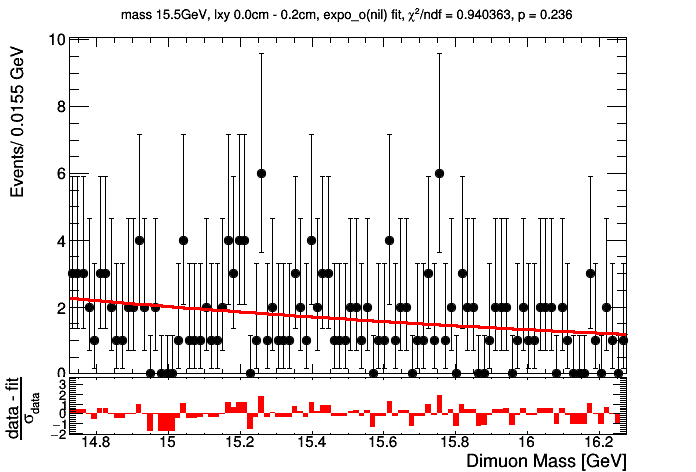 mass 15.5GeV, lxy 0.0cm - 0.2cm, expo_o(nil) fit, χ²/ndf = 0.940363, p = 0.236
Events/ 0.0155 GeV
10
8
6
4
2
0
data - fit
σdata
3
2
1
0
−1
−2
14.8 15 15.2 15.4 15.6 15.8 16 16.2
Dimuon Mass [GeV]